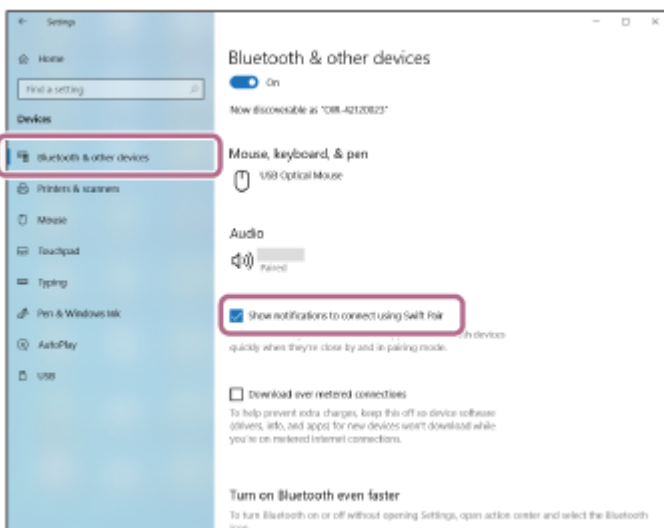 Settings
Home
Find a setting
Devices
Bluetooth & other devices
Printers & scanners
Mouse
Touchpad
Typing
Pen & Windows Ink
AutoPlay
USB
Bluetooth & other devices
On
Now discoverable as
Mouse, keyboard, & pen
USB Optical Mouse
Audio
Paired
Show notifications to connect using Swift Pair
devices
quickly when they're close by and in pairing mode.
Download over metered connections
To help prevent extra charges, keep this off so device software
(drivers, info, and apps) for new devices won't download while
you're on metered Internet connections.
Turn on Bluetooth even faster
To turn Bluetooth on or off without opening Settings, open action center and select the Bluetooth